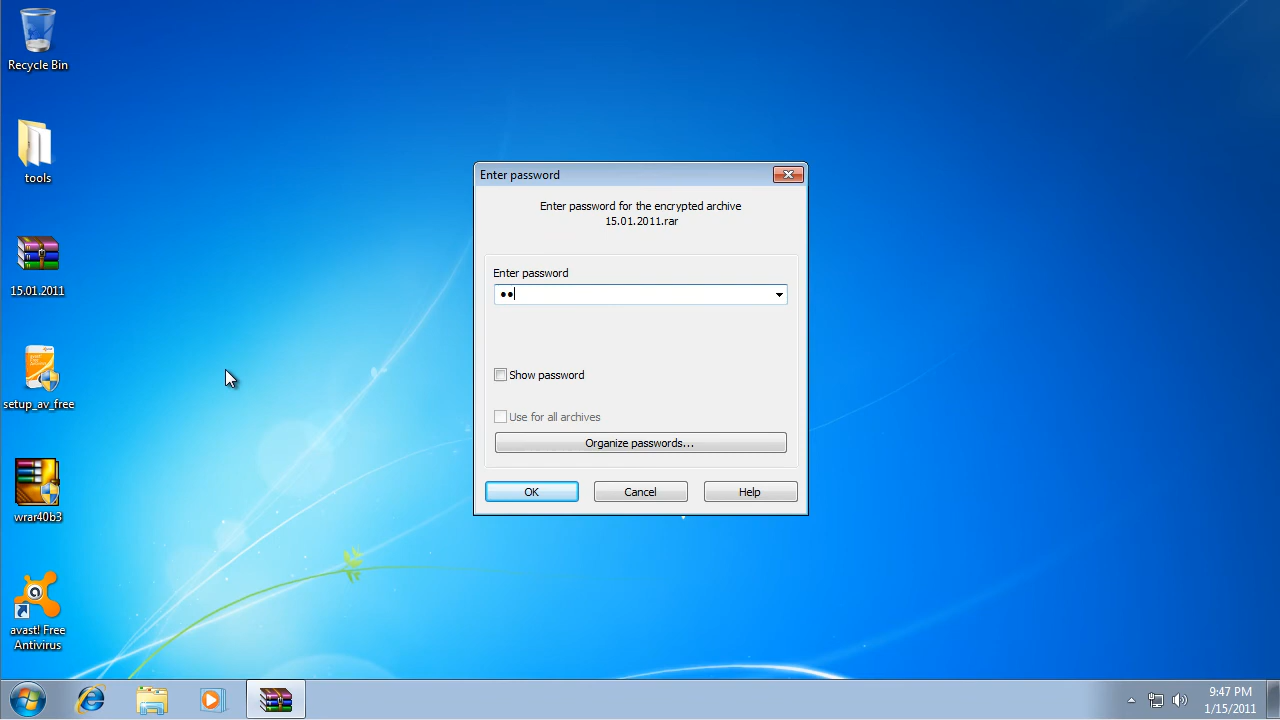 Recycle Bin
tools
15.01.2011
setup_av_free
wrar40b3
avast! Free
Antivirus
Enter password
Enter password for the encrypted archive
15.01.2011.rar
Enter password
••
Show password
Use for all archives
Organize passwords...
OK
Cancel
Help
9:47 PM
1/15/2011